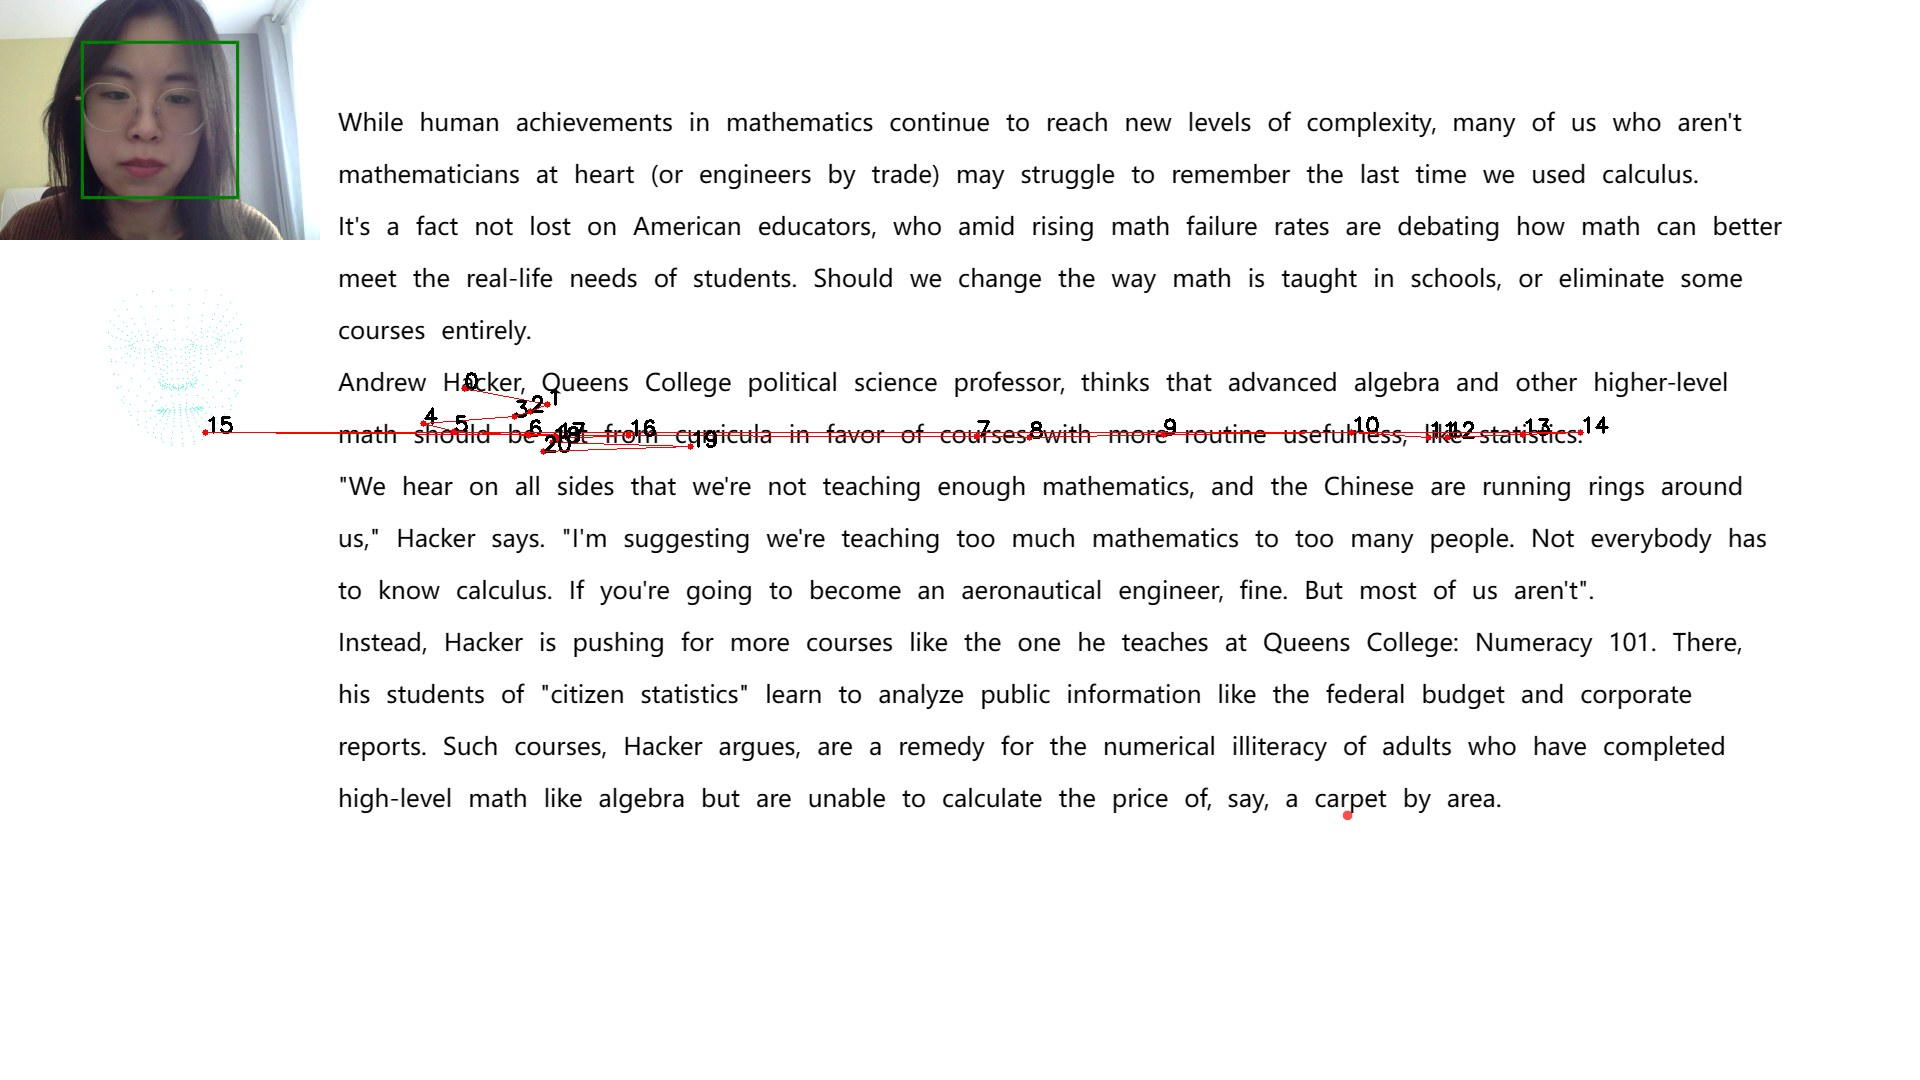 While human achievements in mathematics continue to reach new levels of complexity, many of us who aren't
mathematicians at heart (or engineers by trade) may struggle to remember the last time we used calculus.
It's a fact not lost on American educators, who amid rising math failure rates are debating how math can better
meet the real-life needs of students. Should we change the way math is taught in schools, or eliminate some
courses entirely.
Andrew Hacker, Queens College political science professor, thinks that advanced algebra and other higher-level
0 1 2 3
4 5 6 16 17 19 20 7 8 9 10 11 12 13 14 15
math should be from curricula in favor of courses with more routine usefulness, like statistics.
"We hear on all sides that we're not teaching enough mathematics, and the Chinese are running rings around
us," Hacker says. "I'm suggesting we're teaching too much mathematics to too many people. Not everybody has
to know calculus. If you're going to become an aeronautical engineer, fine. But most of us aren't".
Instead, Hacker is pushing for more courses like the one he teaches at Queens College: Numeracy 101. There,
his students of "citizen statistics" learn to analyze public information like the federal budget and corporate
reports. Such courses, Hacker argues, are a remedy for the numerical illiteracy of adults who have completed
high-level math like algebra but are unable to calculate the price of, say, a carpet by area.